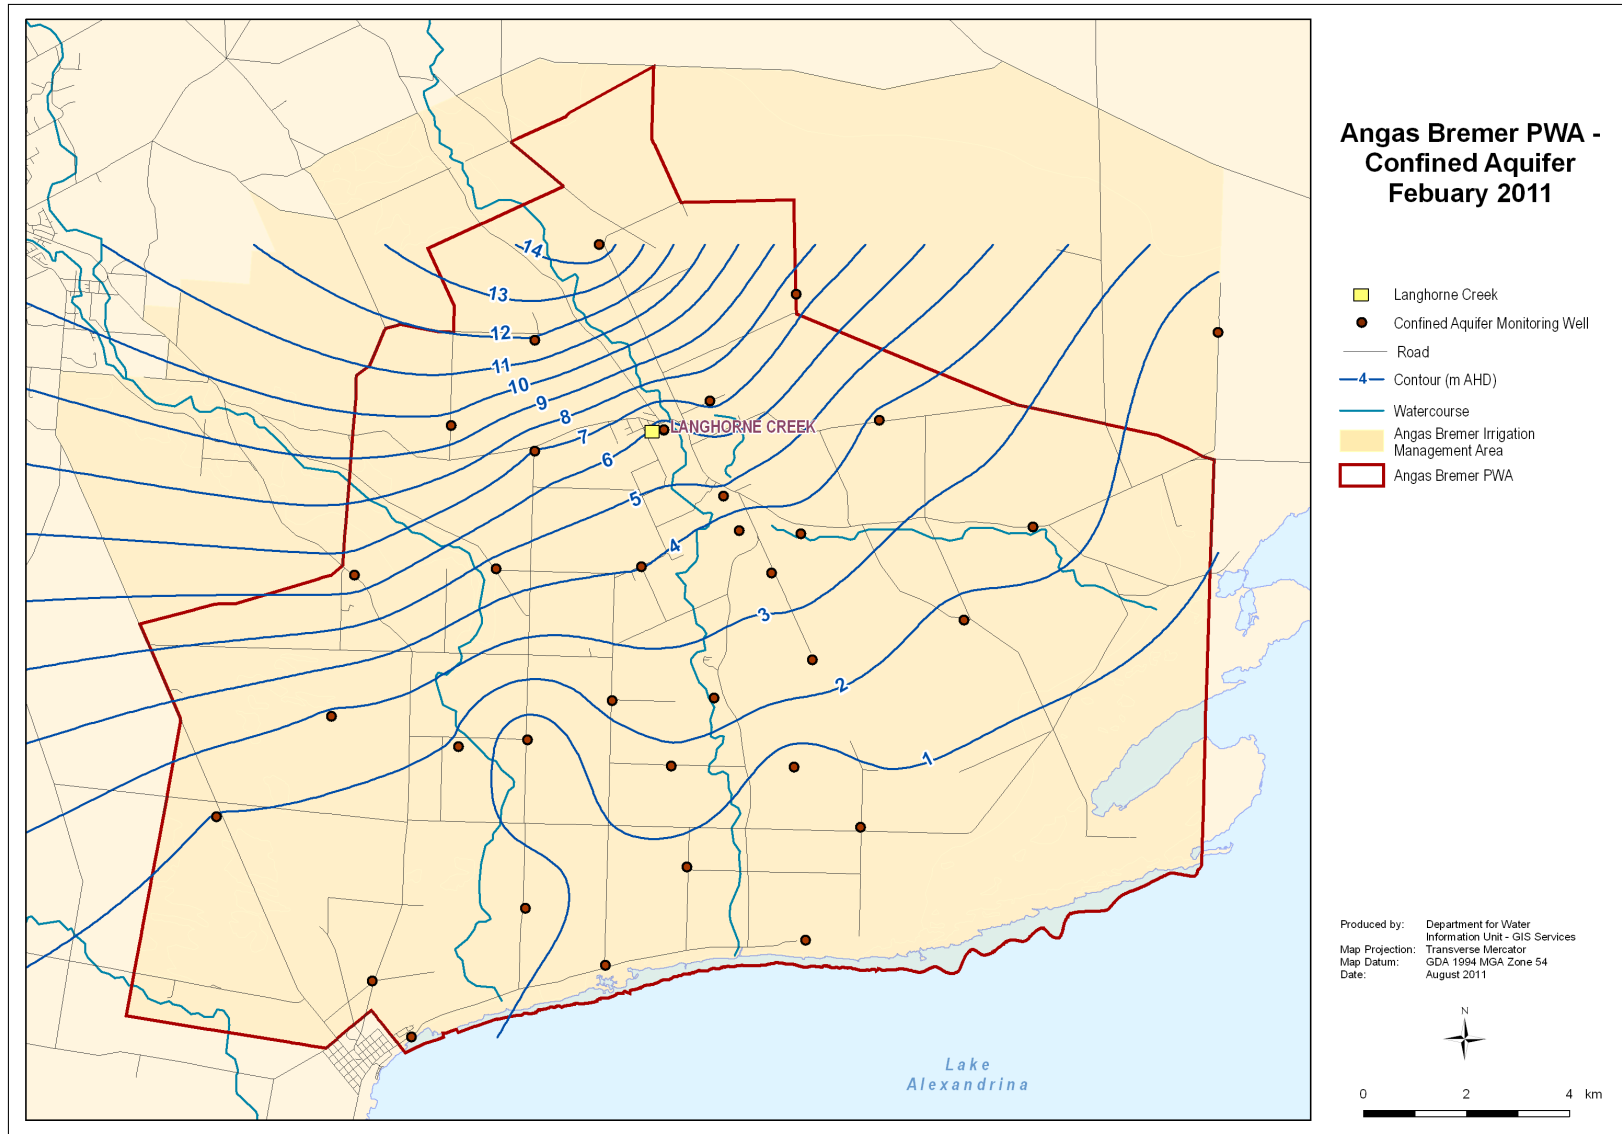 Angas Bremer PWA -
Confined Aquifer
Febuary 2011
14
13
12
11
10
9
8
7
6
5
4
3
2
1
LANGHORNE CREEK
Langhorne Creek
Confined Aquifer Monitoring Well
Road
4 Contour (m AHD)
Watercourse
Angas Bremer Irrigation
Management Area
Angas Bremer PWA
Lake
Alexandrina
Produced by: Department for Water
Information Unit - GIS Services
Map Projection: Transverse Mercator
Map Datum: GDA 1994 MGA Zone 54
Date: August 2011
N
0 2 4 km